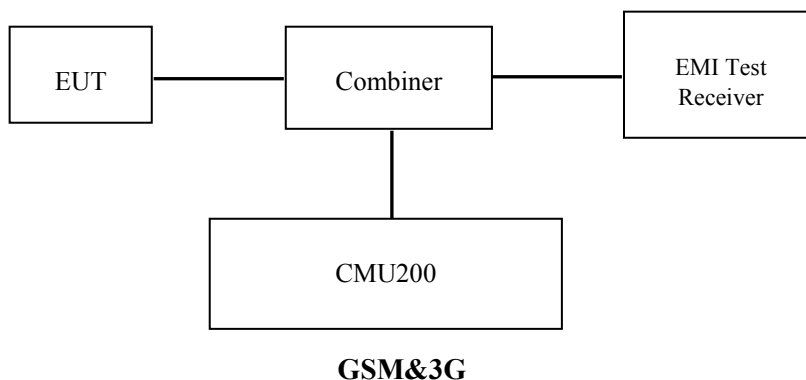 EUT
Combiner
EMI Test
Receiver
CMU200
GSM&3G